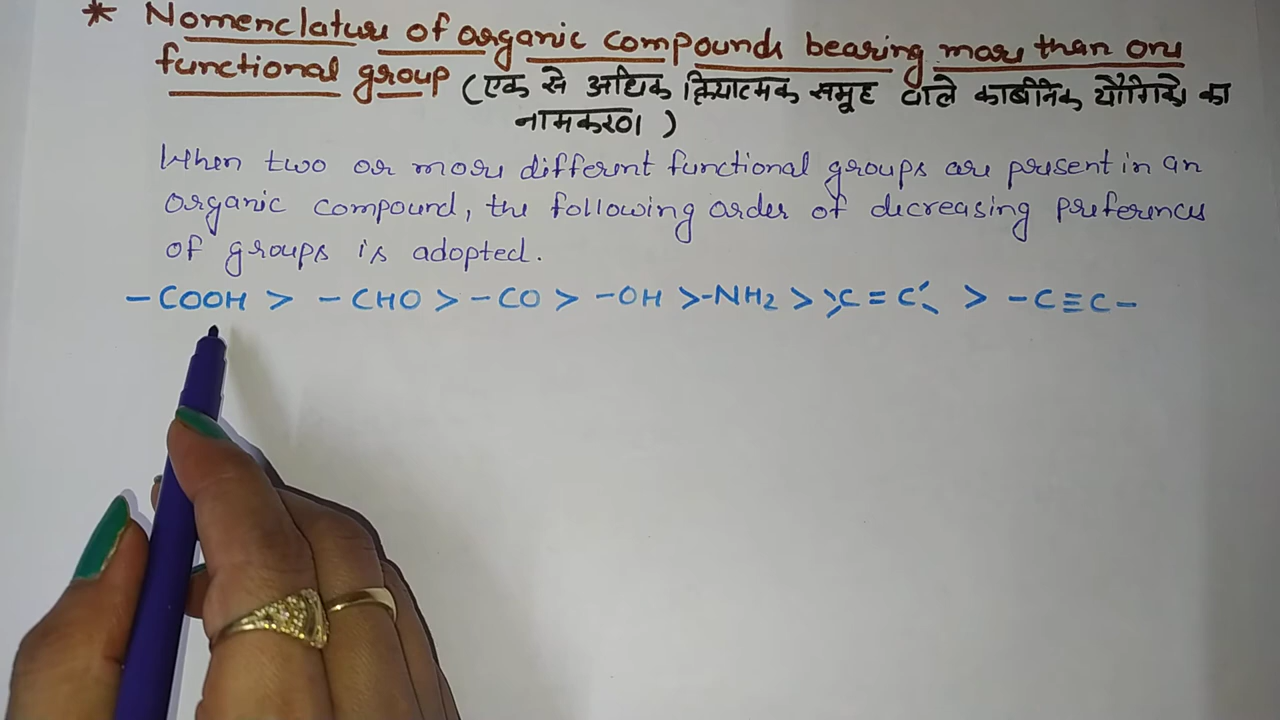 * Nomenclature of organic compounds bearing more than one
functional group (एक से अधिक क्रियात्मक समूह वाले कार्बनिक यौगिकों का
नामकरण)
When two or more different functional groups are present in an
organic compound, the following order of decreasing preference
of groups is adopted.
-COOH > -CHO > -CO > -OH > -NH₂ > >C=C< > -C≡C-